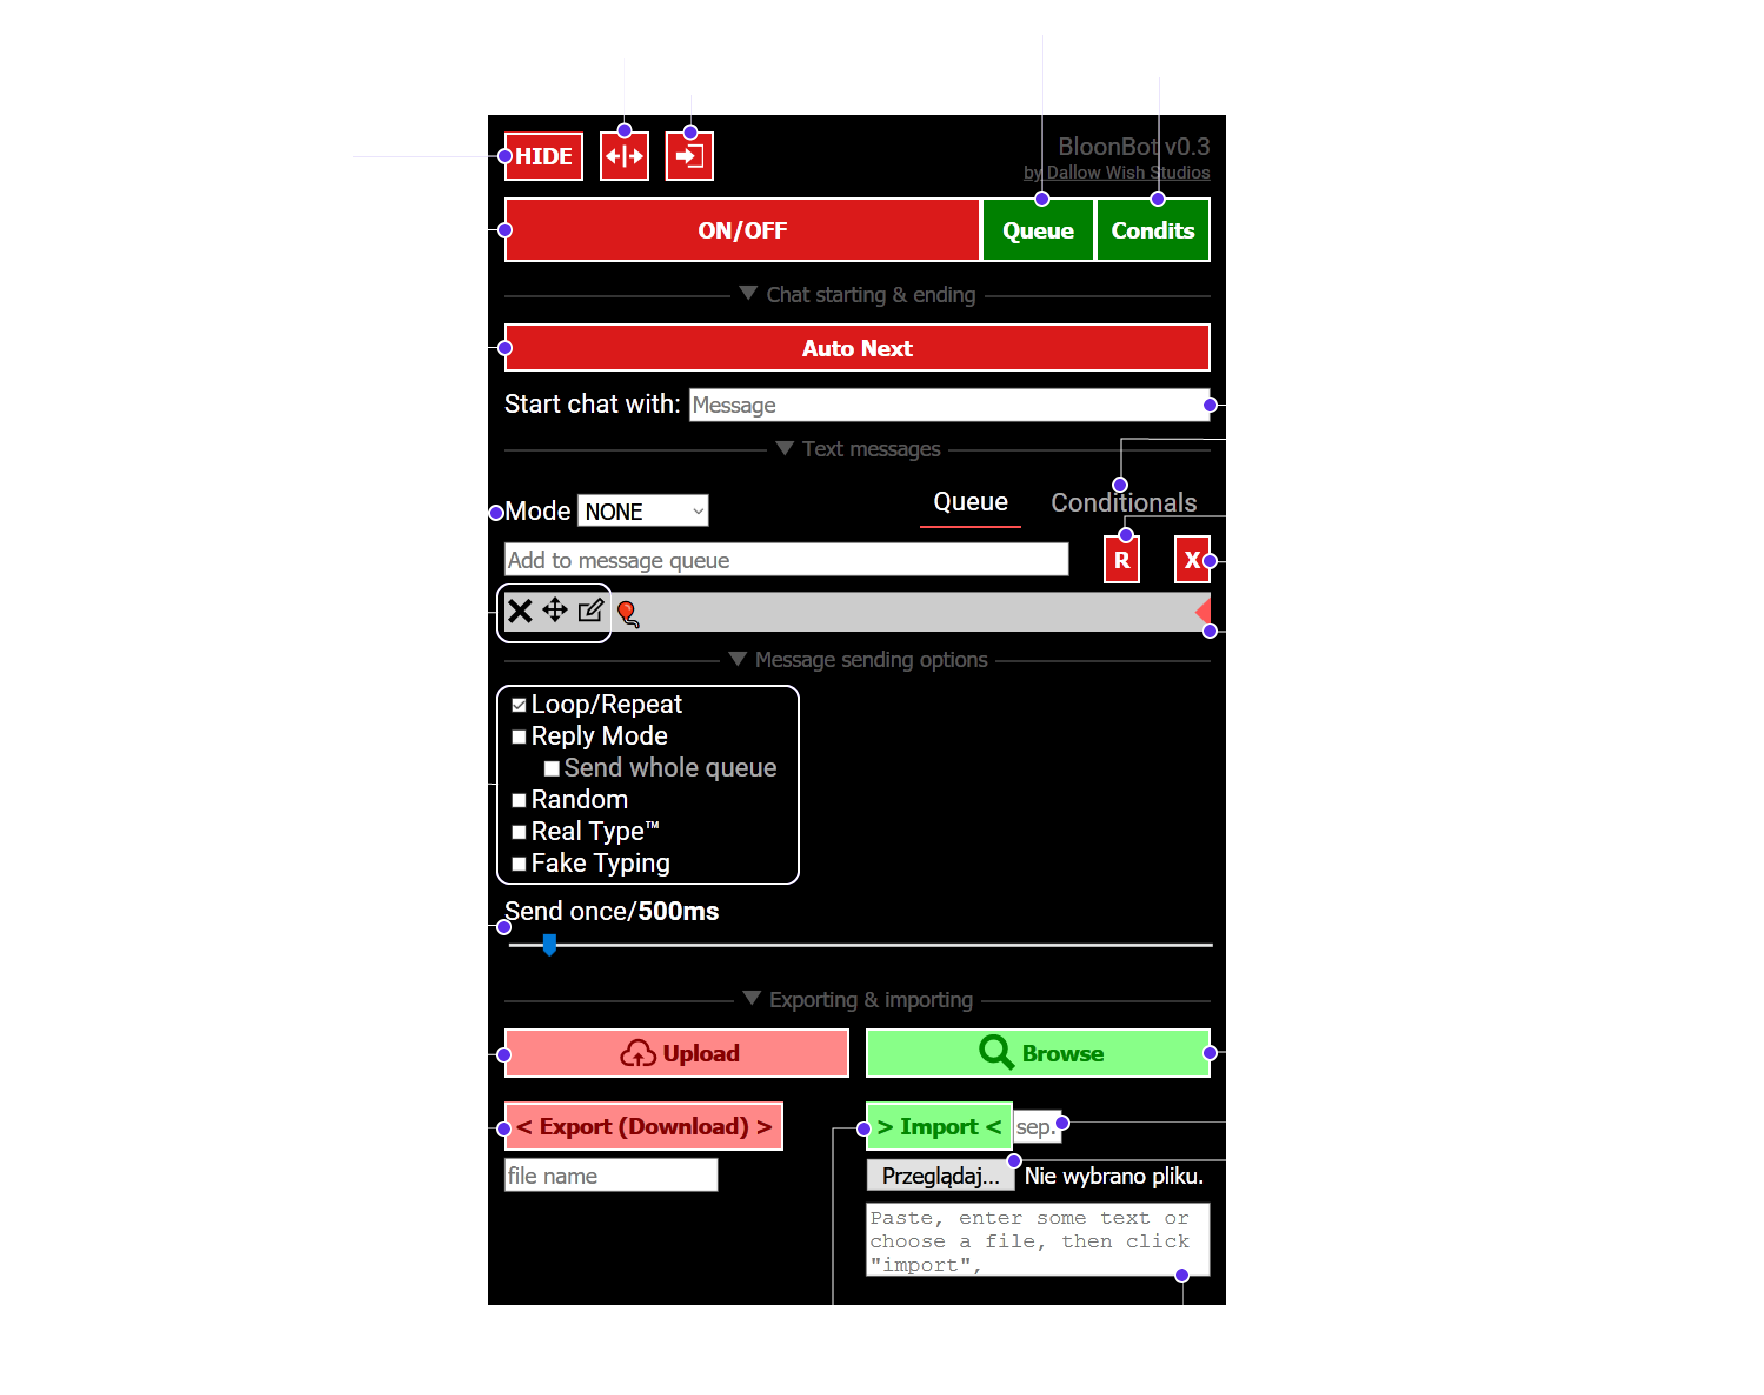 HIDE
BloonBot v0.3
by Dallow Wish Studios
ON/OFF
Queue
Condits
Chat starting & ending
Auto Next
Start chat with:
Message
Text messages
Mode
NONE
Queue
Conditionals
Add to message queue
R
X
Message sending options
Loop/Repeat
Reply Mode
Send whole queue
Random
Real Type™
Fake Typing
Send once/500ms
Exporting & importing
Upload
Browse
< Export (Download) >
> Import <
sep.
file name
Przeglądaj...
Nie wybrano pliku.
Paste, enter some text or
choose a file, then click
"import",